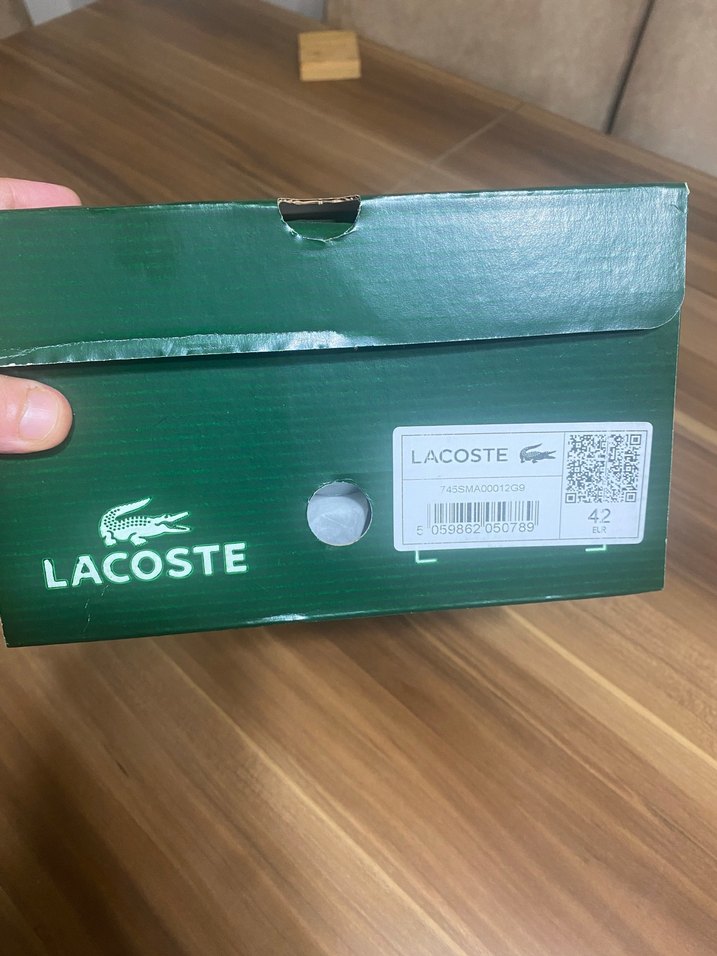 LACOSTE
745SMA00012G9
5 059862 050789
42
EUR
LACOSTE